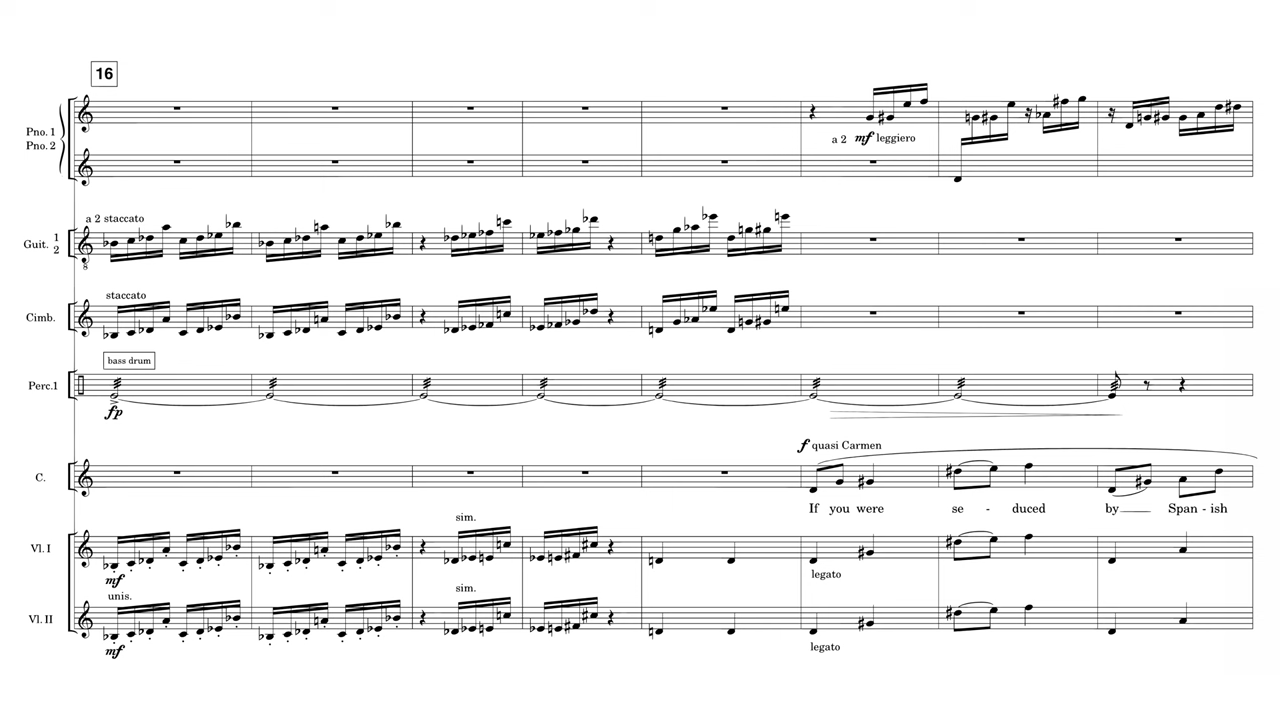 16
Pno. 1
Pno. 2
a 2 mf leggiero
a 2 staccato
Guit. 1
2
8
staccato
Cimb.
bass drum
Perc.1
fp
f quasi Carmen
C.
If you were se - duced by Span - ish
sim.
Vl. I
mf
legato
unis.
sim.
Vl. II
mf
legato